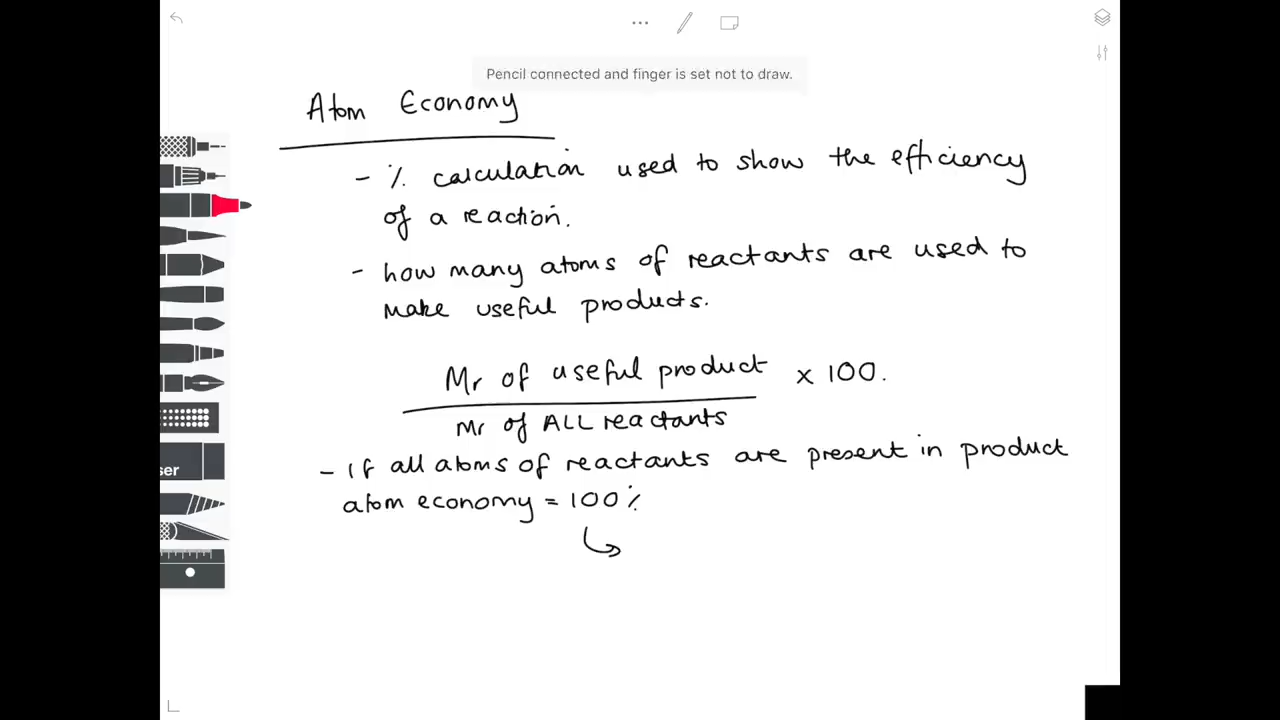 Pencil connected and finger is set not to draw.
Atom Economy
- % calculation used to show the efficiency
of a reaction.
- how many atoms of reactants are used to
make useful products.
Mr of useful product x 100.
Mr of ALL reactants
- If all atoms of reactants are present in product
atom economy = 100%
ser